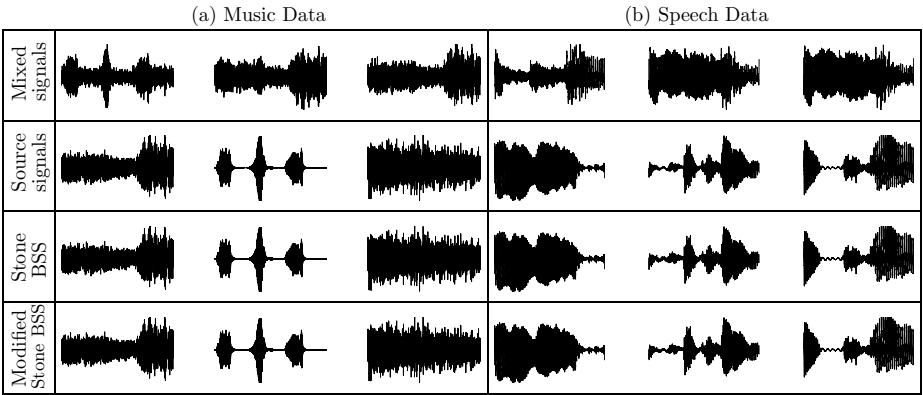 (a) Music Data
(b) Speech Data
Mixed
signals
Source
signals
Stone
BSS
Modified
Stone BSS